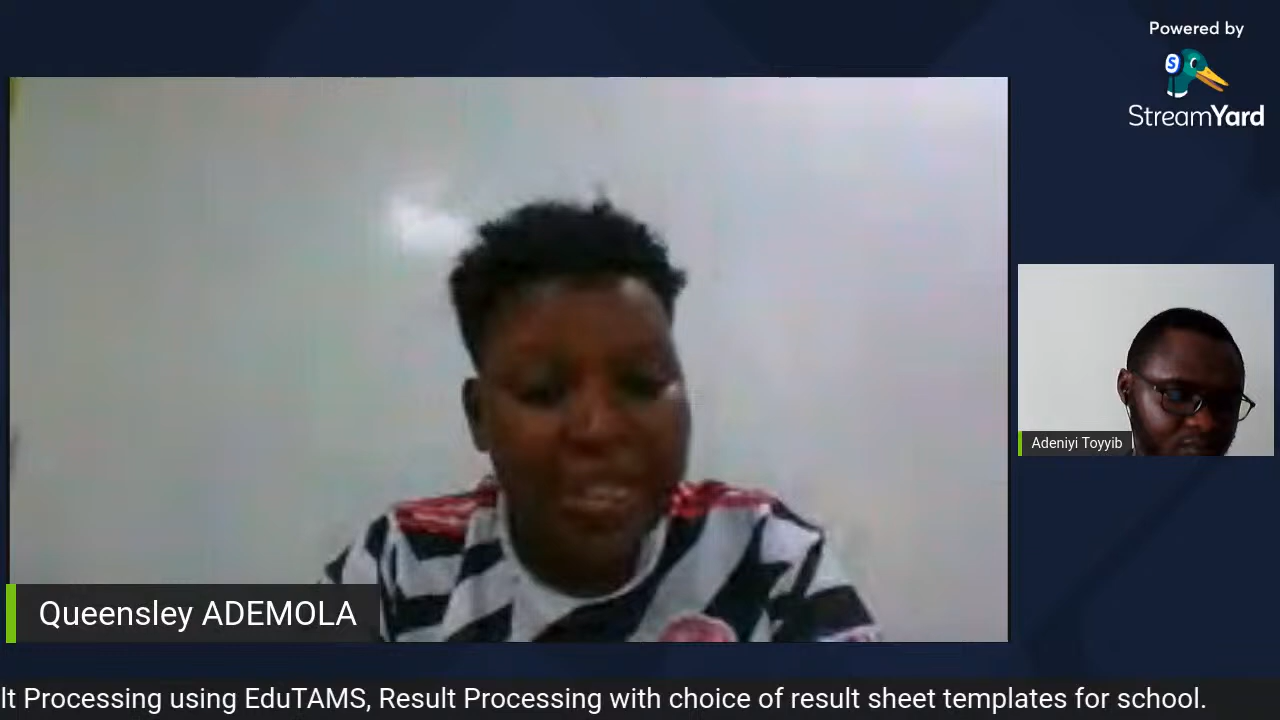 Powered by
S
StreamYard
Adeniyi Toyyib
Queensley ADEMOLA
lt Processing using EduTAMS, Result Processing with choice of result sheet templates for school.